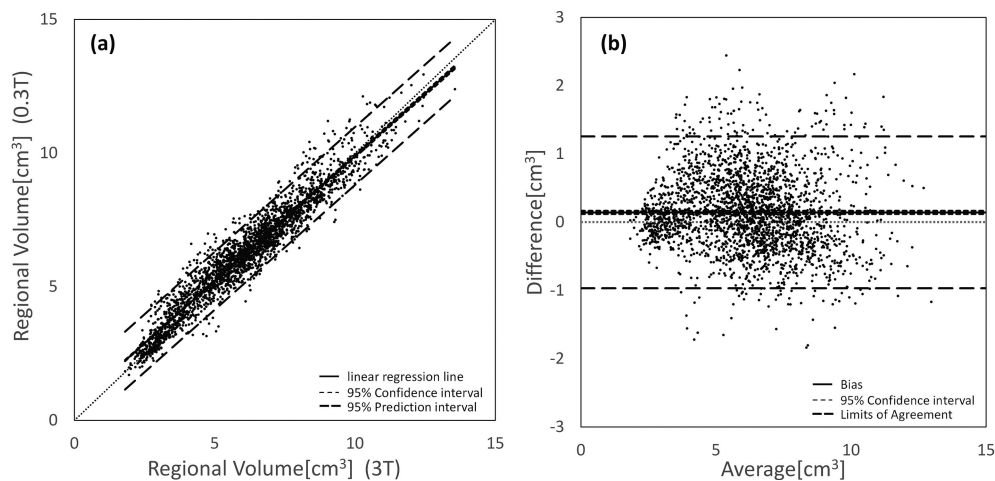 (a)
15
10
5
0
Regional Volume[cm³] (0.3T)
linear regression line
95% Confidence interval
95% Prediction interval
0 5 10 15
Regional Volume[cm³] (3T)
(b)
3
2
1
0
-1
-2
-3
Difference[cm³]
Bias
95% Confidence interval
Limits of Agreement
0 5 10 15
Average[cm³]